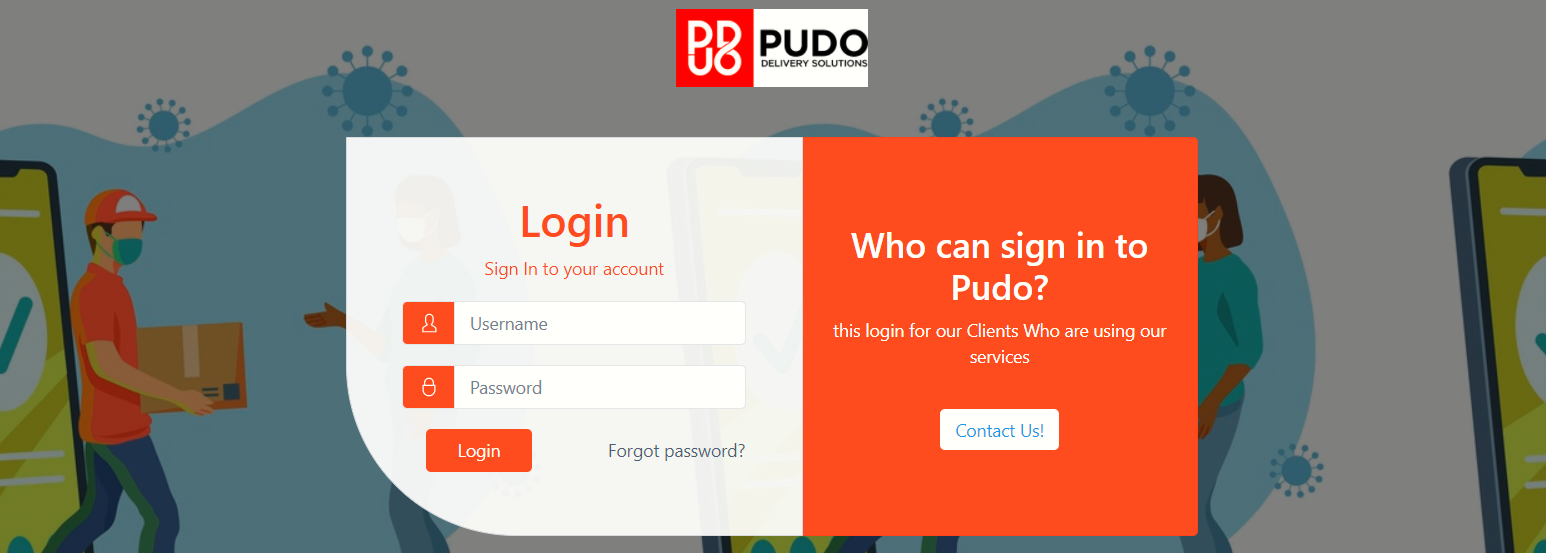 PUDO
DELIVERY SOLUTIONS
Login
Sign In to your account
Username
Password
Login
Forgot password?
Who can sign in to
Pudo?
this login for our Clients Who are using our
services
Contact Us!